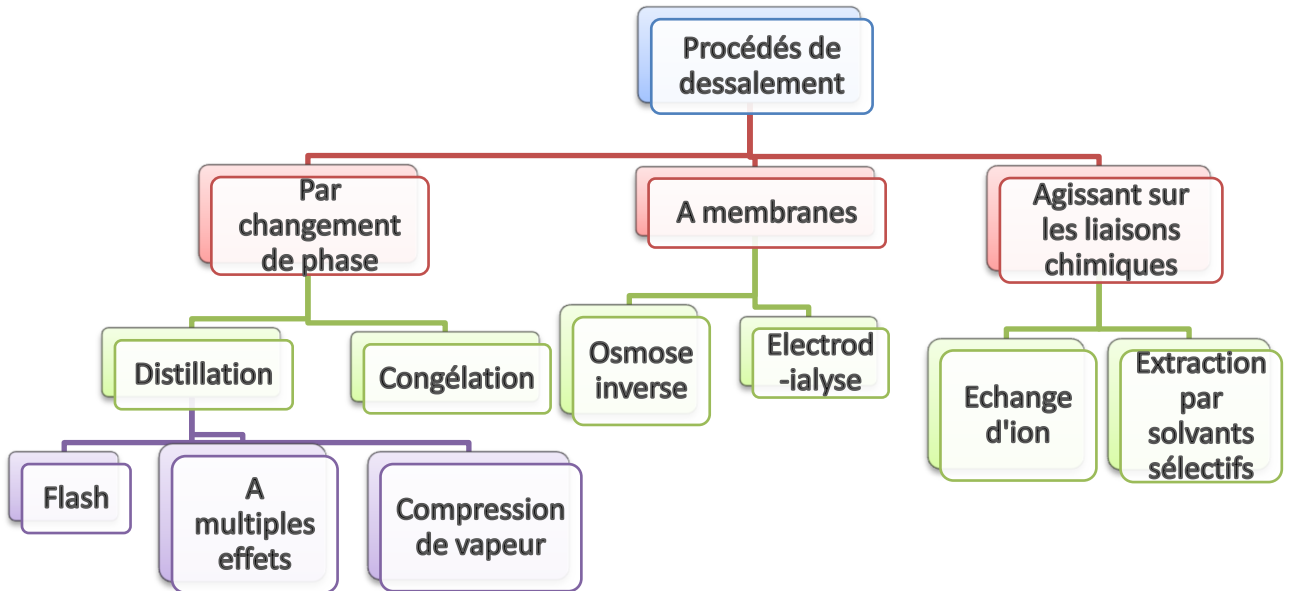 Procédés de
dessalement
Par
changement
de phase
A membranes
Agissant sur
les liaisons
chimiques
Distillation
Congélation
Osmose
inverse
Electrod
-ialyse
Echange
d'ion
Extraction
par
solvants
sélectifs
Flash
A
multiples
effets
Compression
de vapeur